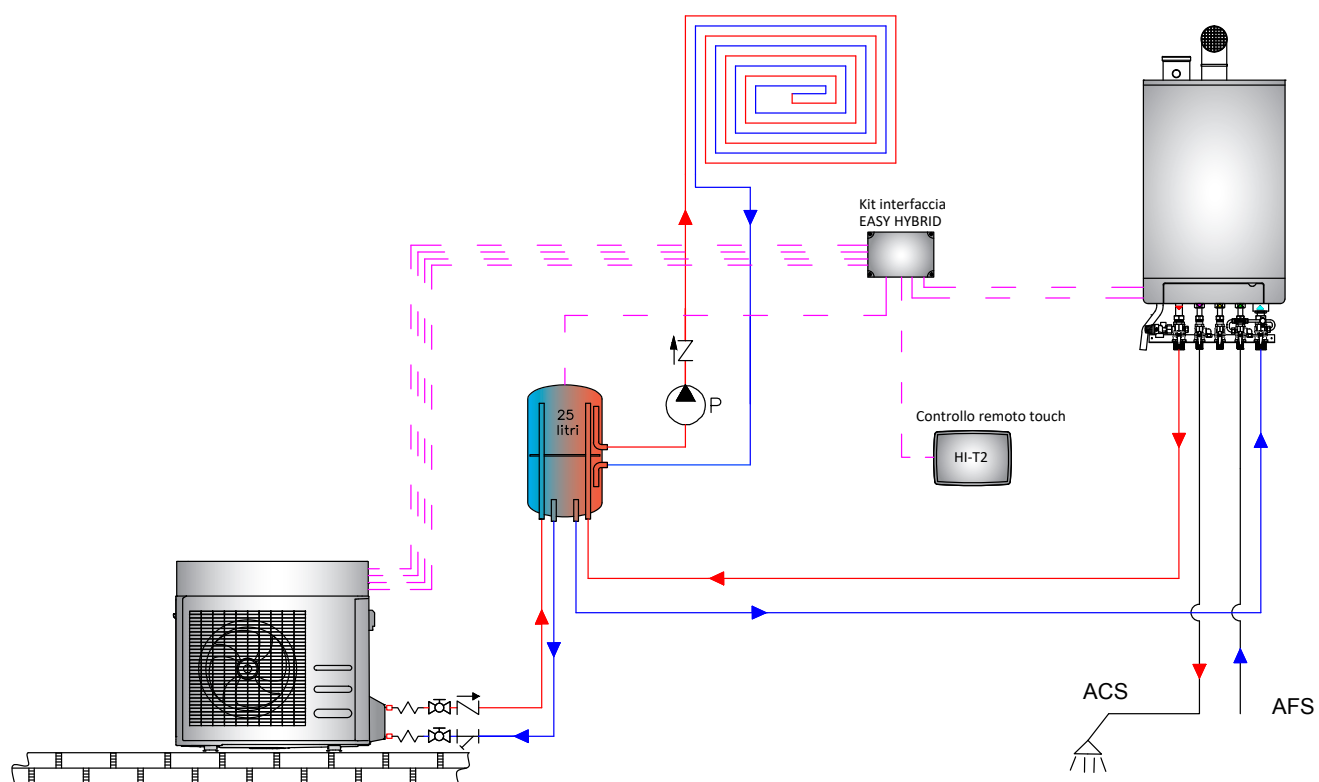 Kit interfaccia
EASY HYBRID
25
litri
P
Controllo remoto touch
HI-T2
ACS
AFS